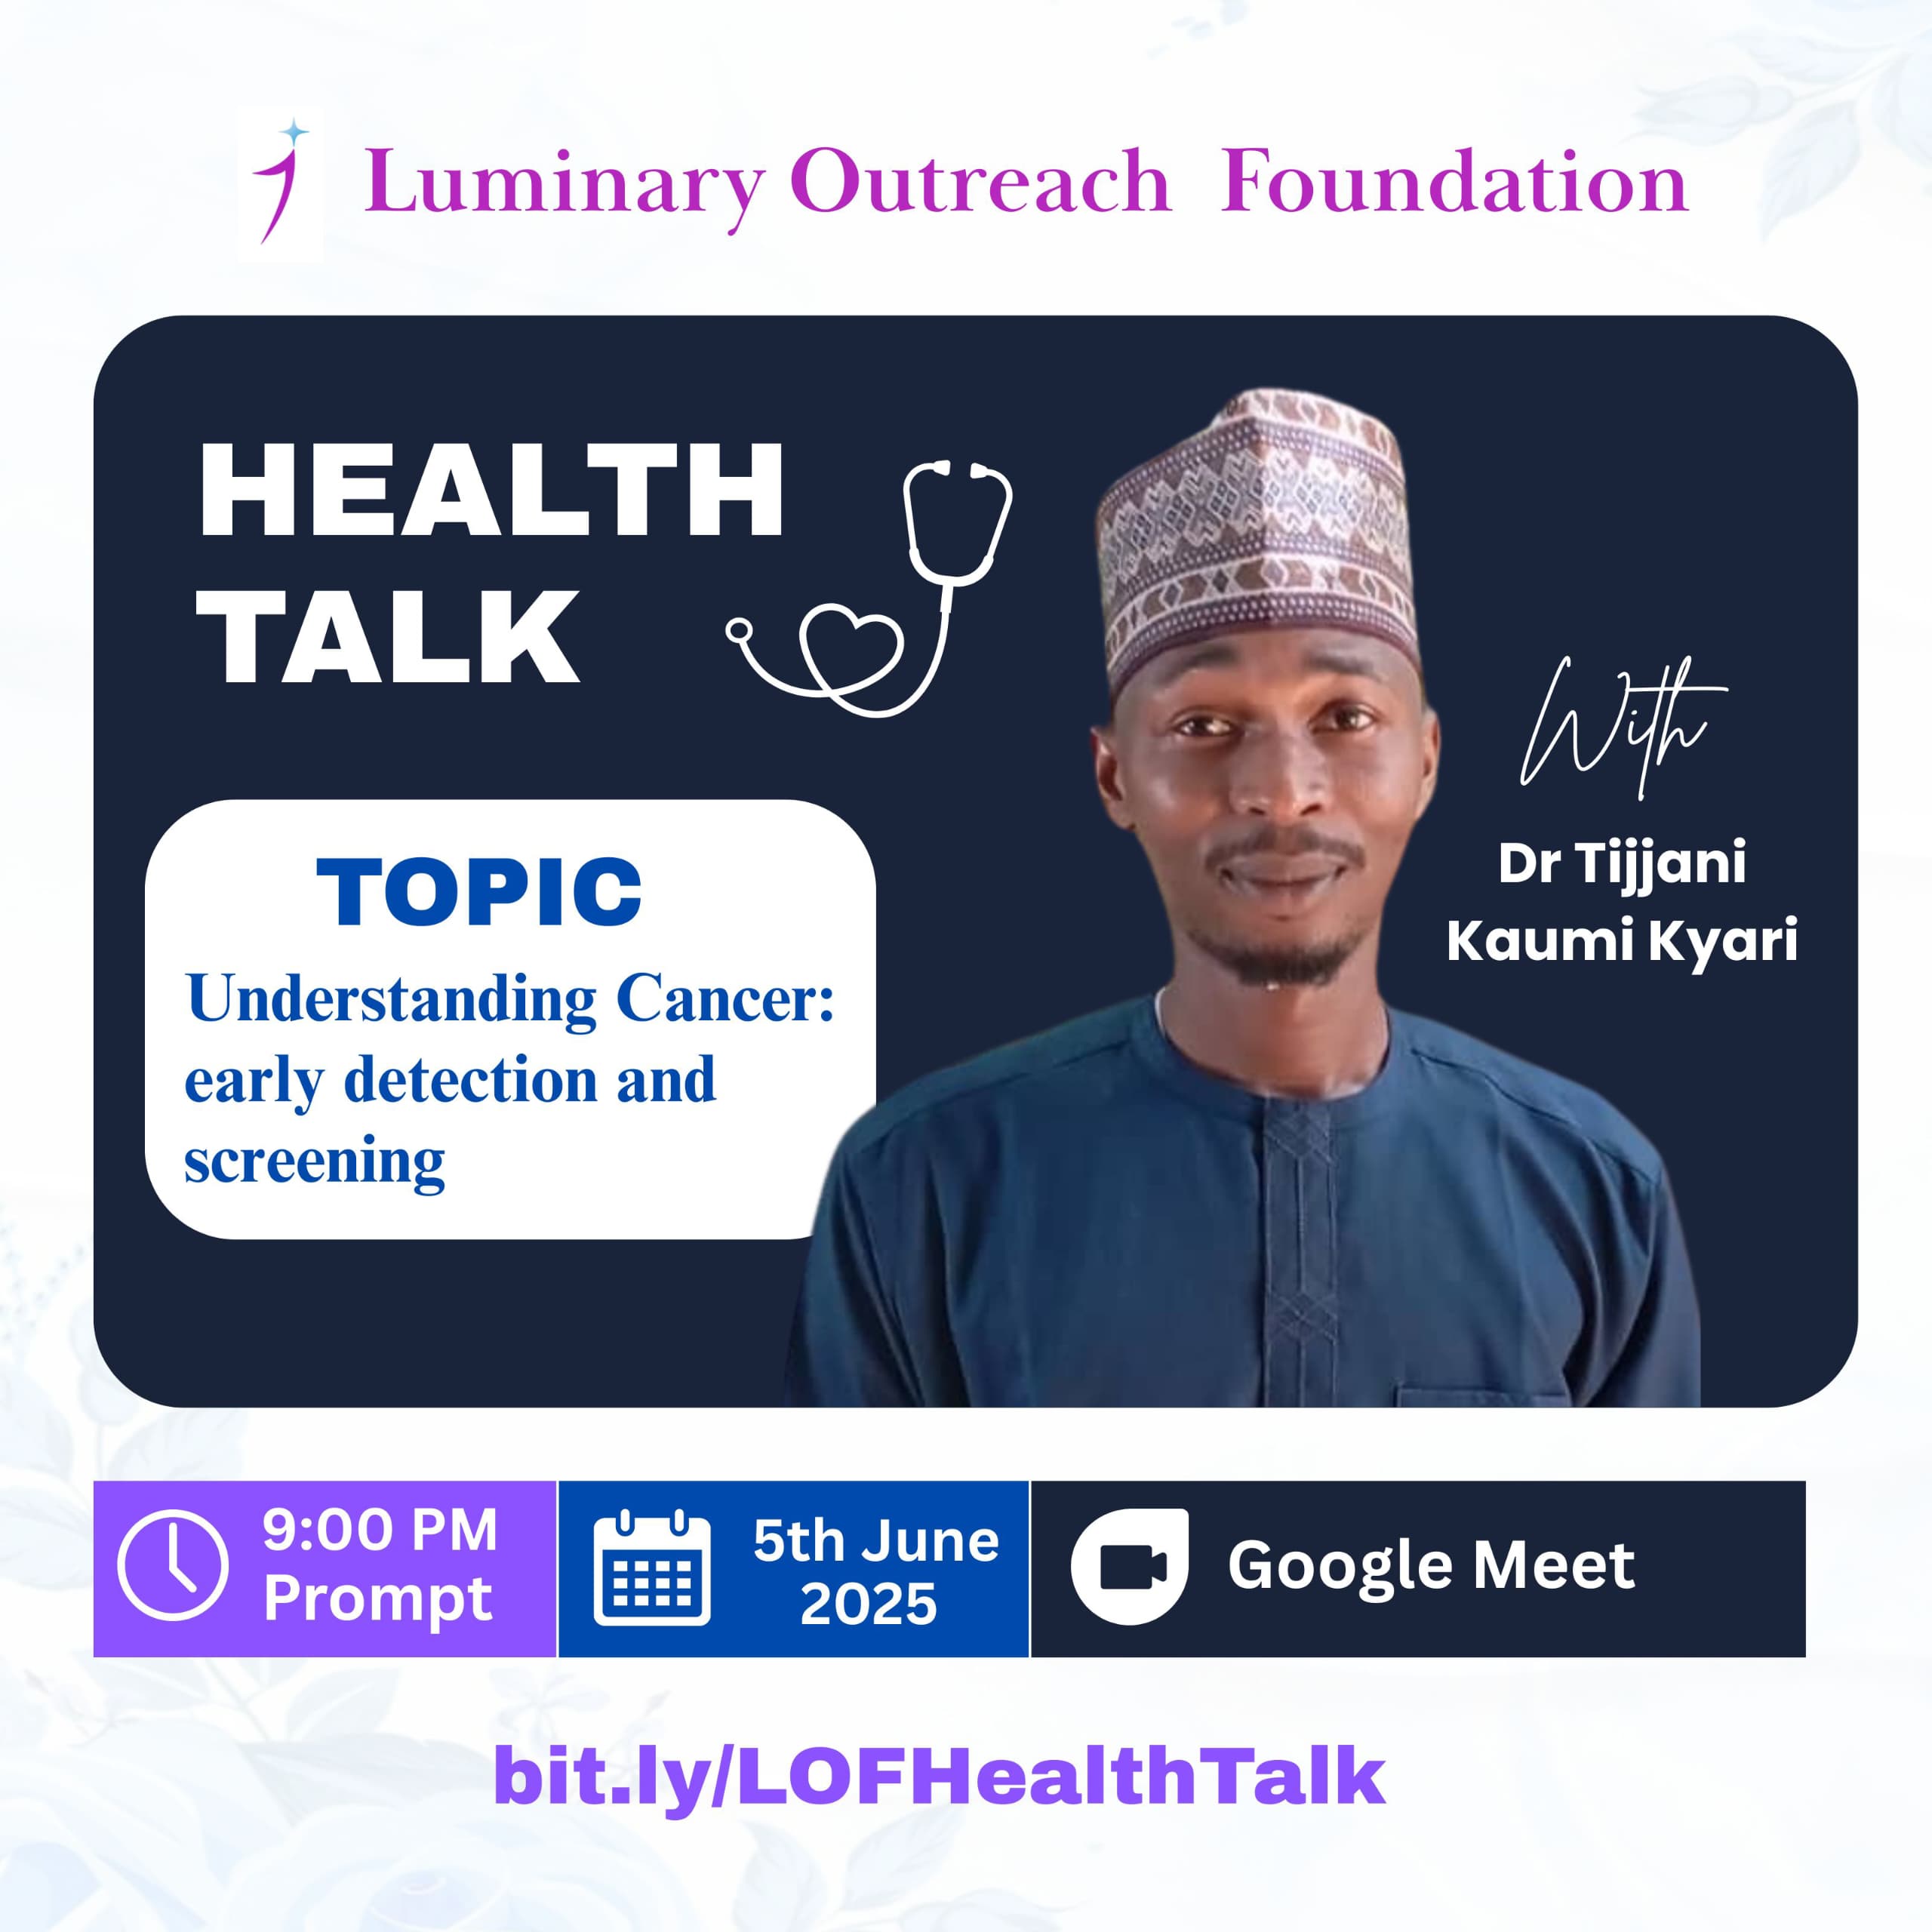 Luminary Outreach Foundation
HEALTH
TALK
TOPIC
Understanding Cancer:
early detection and
screening
With
Dr Tijjani
Kaumi Kyari
9:00 PM
Prompt
5th June
2025
Google Meet
bit.ly/LOFHealthTalk